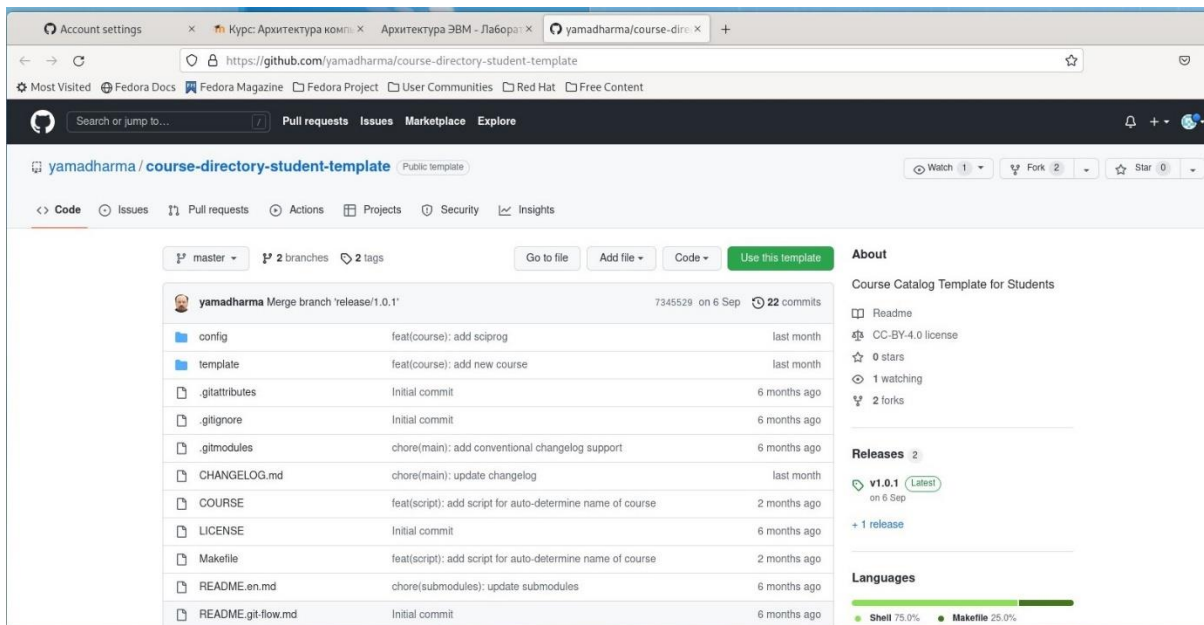 Account settings × Курс: Архитектура комп × Архитектура ЭВМ - Лаборат × yamadharma/course-dire × +
https://github.com/yamadharma/course-directory-student-template
Most Visited Fedora Docs Fedora Magazine Fedora Project User Communities Red Hat Free Content
Search or jump to... / Pull requests Issues Marketplace Explore
yamadharma / course-directory-student-template Public template Watch 1 Fork 2 Star 0
Code Issues Pull requests Actions Projects Security Insights
master 2 branches 2 tags Go to file Add file Code Use this template
yamadharma Merge branch 'release/1.0.1' 7345529 on 6 Sep 22 commits
config feat(course): add sciprog last month
template feat(course): add new course last month
.gitattributes Initial commit 6 months ago
.gitignore Initial commit 6 months ago
.gitmodules chore(main): add conventional changelog support 6 months ago
CHANGELOG.md chore(main): update changelog last month
COURSE feat(script): add script for auto-determine name of course 2 months ago
LICENSE Initial commit 6 months ago
Makefile feat(script): add script for auto-determine name of course 2 months ago
README.en.md chore(submodules): update submodules 6 months ago
README.git-flow.md Initial commit 6 months ago
About
Course Catalog Template for Students
Readme
CC-BY-4.0 license
0 stars
1 watching
2 forks
Releases 2
v1.0.1 Latest
on 6 Sep
+ 1 release
Languages
Shell 75.0% Makefile 25.0%